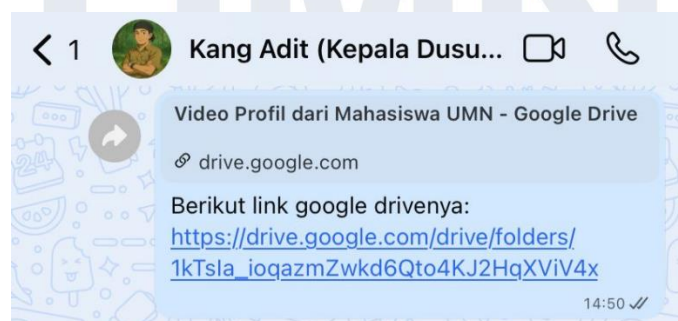 1 Kang Adit (Kepala Dusu...
Video Profil dari Mahasiswa UMN - Google Drive
drive.google.com
Berikut link google drivenya:
https://drive.google.com/drive/folders/
1kTsIa_ioqazmZwkd6Qto4KJ2HqXViV4x
14:50